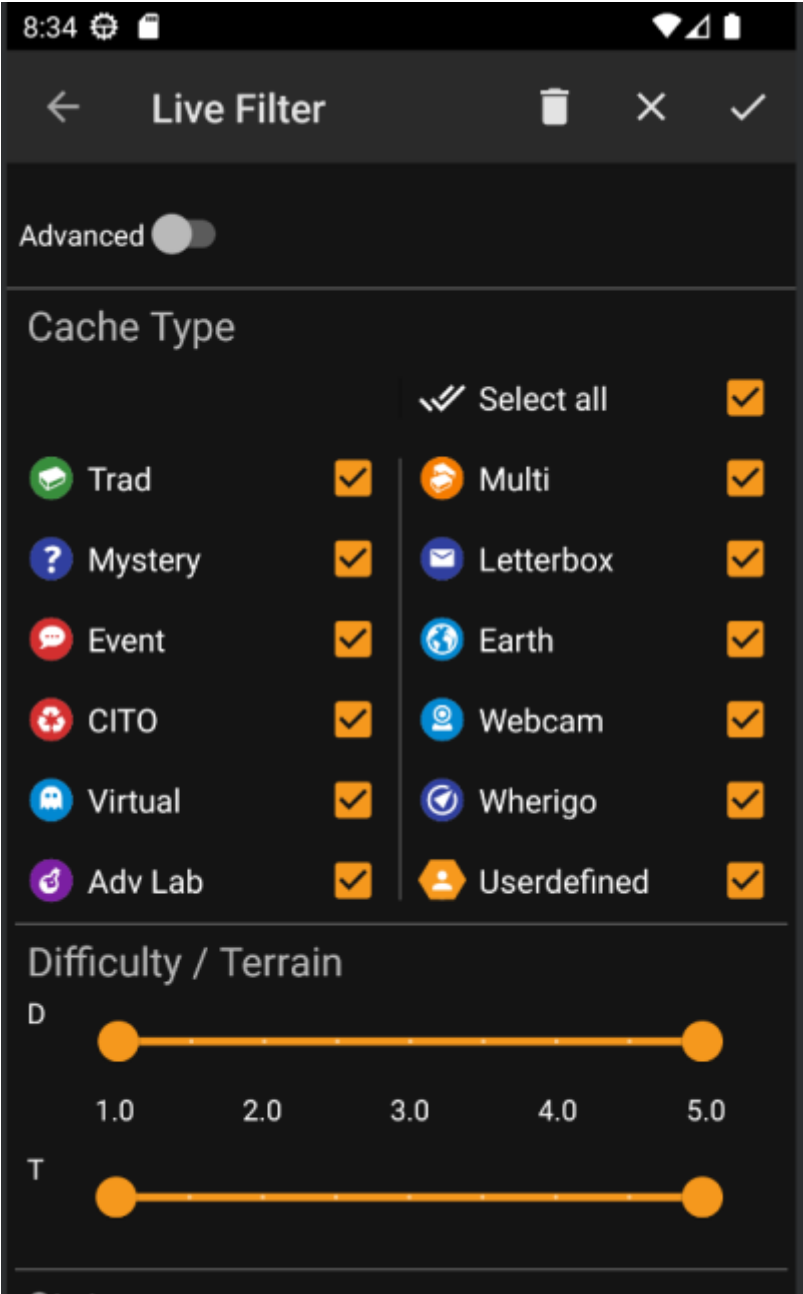 8:34
Live Filter
Advanced
Cache Type
Select all
Trad
Multi
Mystery
Letterbox
Event
Earth
CITO
Webcam
Virtual
Wherigo
Adv Lab
Userdefined
Difficulty / Terrain
D
1.0 2.0 3.0 4.0 5.0
T